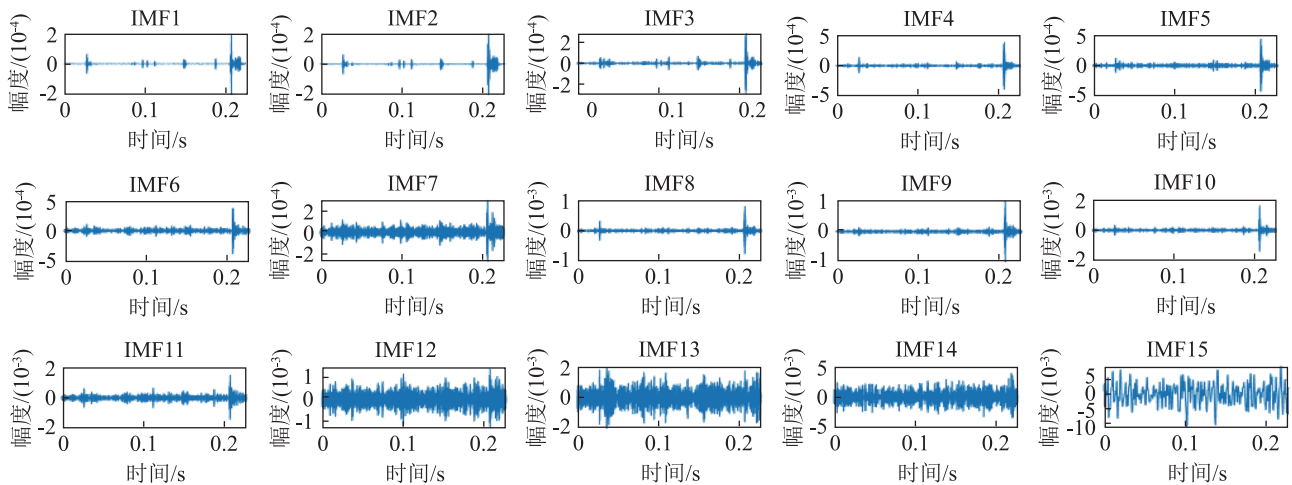 IMF1 IMF2 IMF3 IMF4 IMF5
幅度/(10-4) 2 0 -2 幅度/(10-4) 2 0 -2 幅度/(10-4) 2 0 -2 幅度/(10-4) 5 0 -5 幅度/(10-4) 5 0 -5
0 0.1 0.2 0 0.1 0.2 0 0.1 0.2 0 0.1 0.2 0 0.1 0.2
时间/s 时间/s 时间/s 时间/s 时间/s
IMF6 IMF7 IMF8 IMF9 IMF10
幅度/(10-4) 5 0 -5 幅度/(10-4) 2 0 -2 幅度/(10-3) 1 0 -1 幅度/(10-3) 1 0 -1 幅度/(10-3) 2 0 -2
0 0.1 0.2 0 0.1 0.2 0 0.1 0.2 0 0.1 0.2 0 0.1 0.2
时间/s 时间/s 时间/s 时间/s 时间/s
IMF11 IMF12 IMF13 IMF14 IMF15
幅度/(10-3) 2 0 -2 幅度/(10-3) 1 0 -1 幅度/(10-3) 2 0 -2 幅度/(10-3) 5 0 -5 幅度/(10-3) 5 0 -5 -10
0 0.1 0.2 0 0.1 0.2 0 0.1 0.2 0 0.1 0.2 0 0.1 0.2
时间/s 时间/s 时间/s 时间/s 时间/s